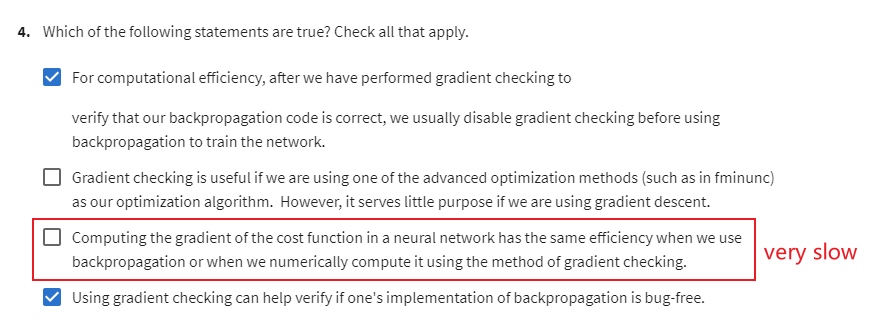 4. Which of the following statements are true? Check all that apply.
For computational efficiency, after we have performed gradient checking to
verify that our backpropagation code is correct, we usually disable gradient checking before using
backpropagation to train the network.
Gradient checking is useful if we are using one of the advanced optimization methods (such as in fminunc)
as our optimization algorithm. However, it serves little purpose if we are using gradient descent.
Computing the gradient of the cost function in a neural network has the same efficiency when we use
backpropagation or when we numerically compute it using the method of gradient checking.
very slow
Using gradient checking can help verify if one's implementation of backpropagation is bug-free.